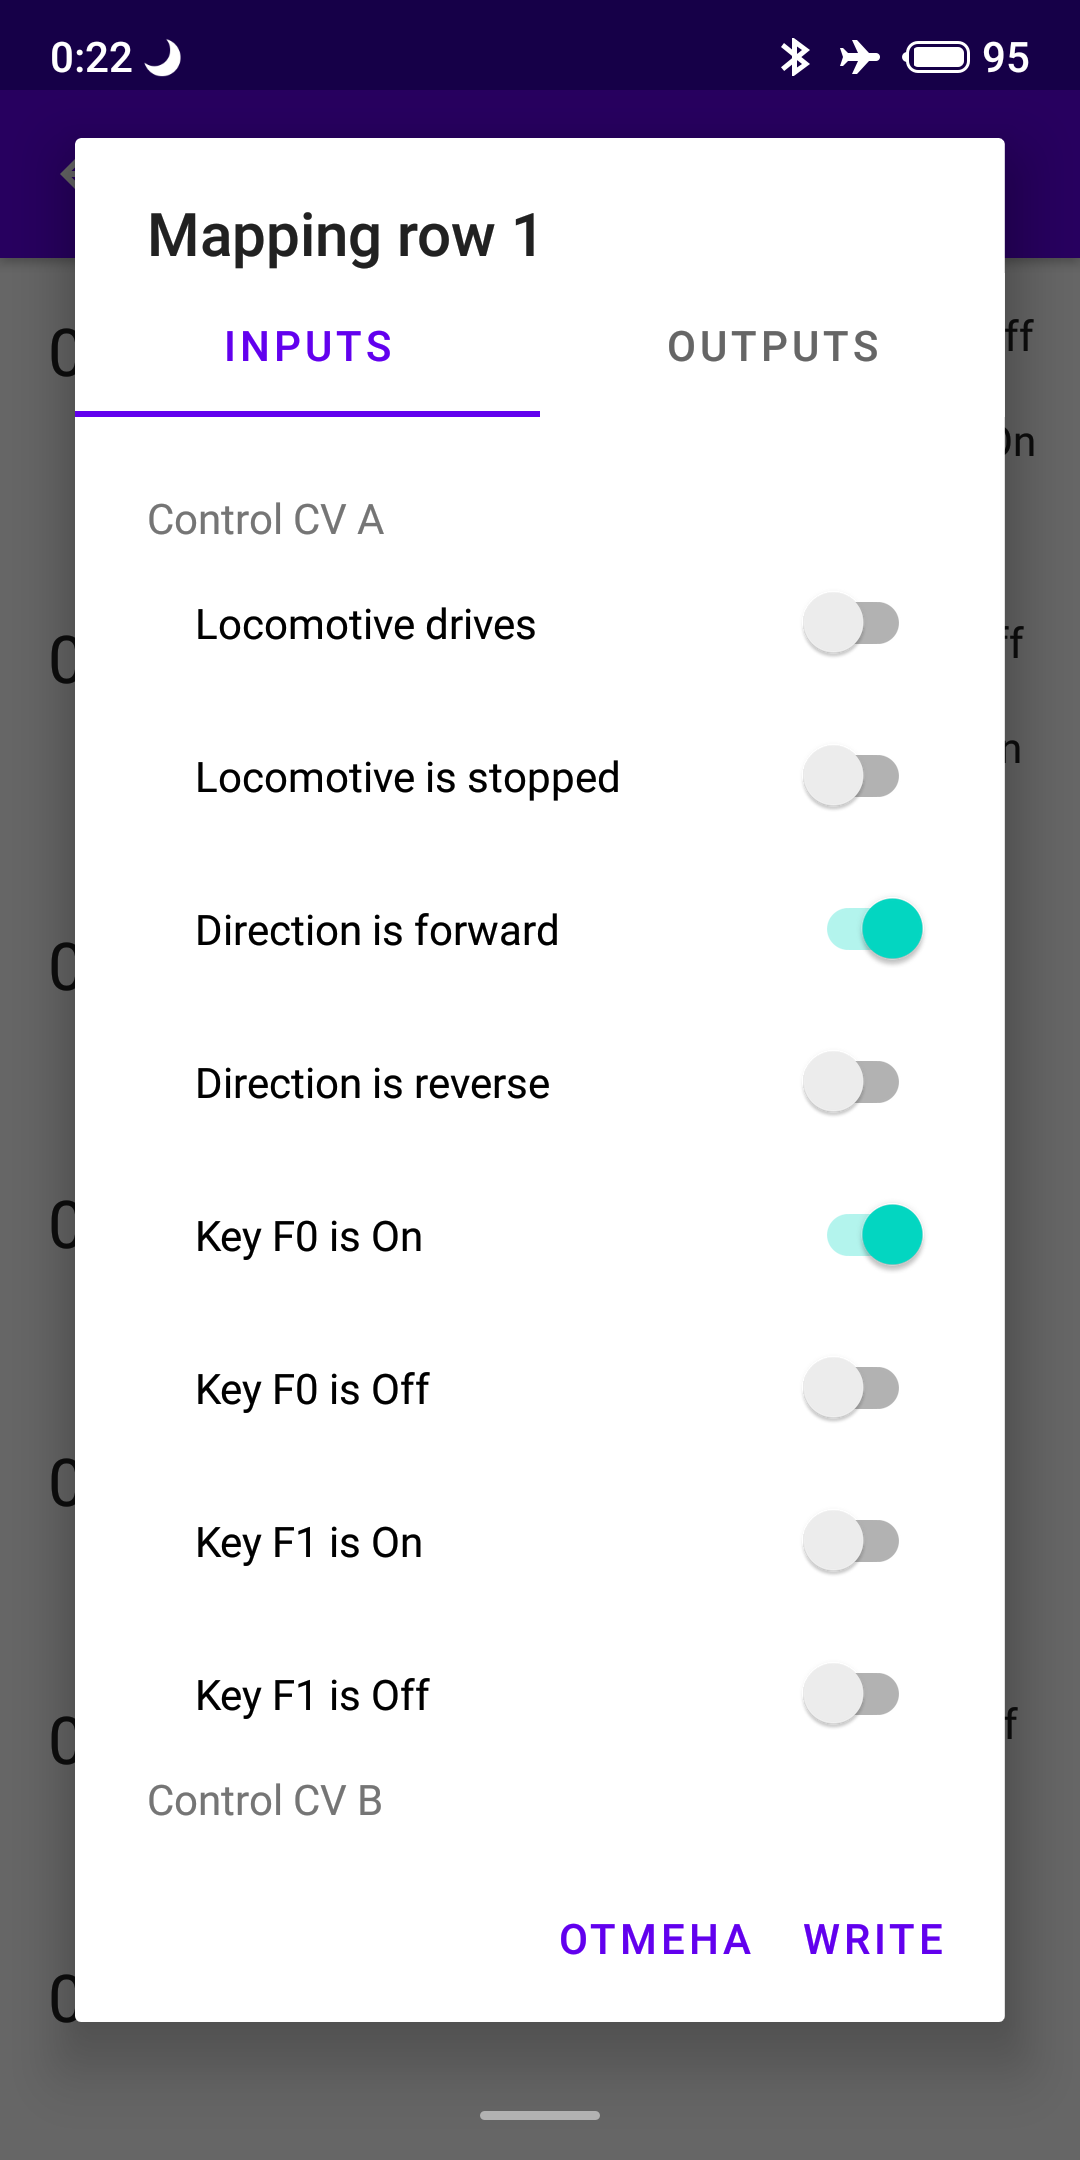 0:22 95
Mapping row 1
INPUTS OUTPUTS
Control CV A
Locomotive drives
Locomotive is stopped
Direction is forward
Direction is reverse
Key F0 is On
Key F0 is Off
Key F1 is On
Key F1 is Off
Control CV B
ОТМЕНА WRITE